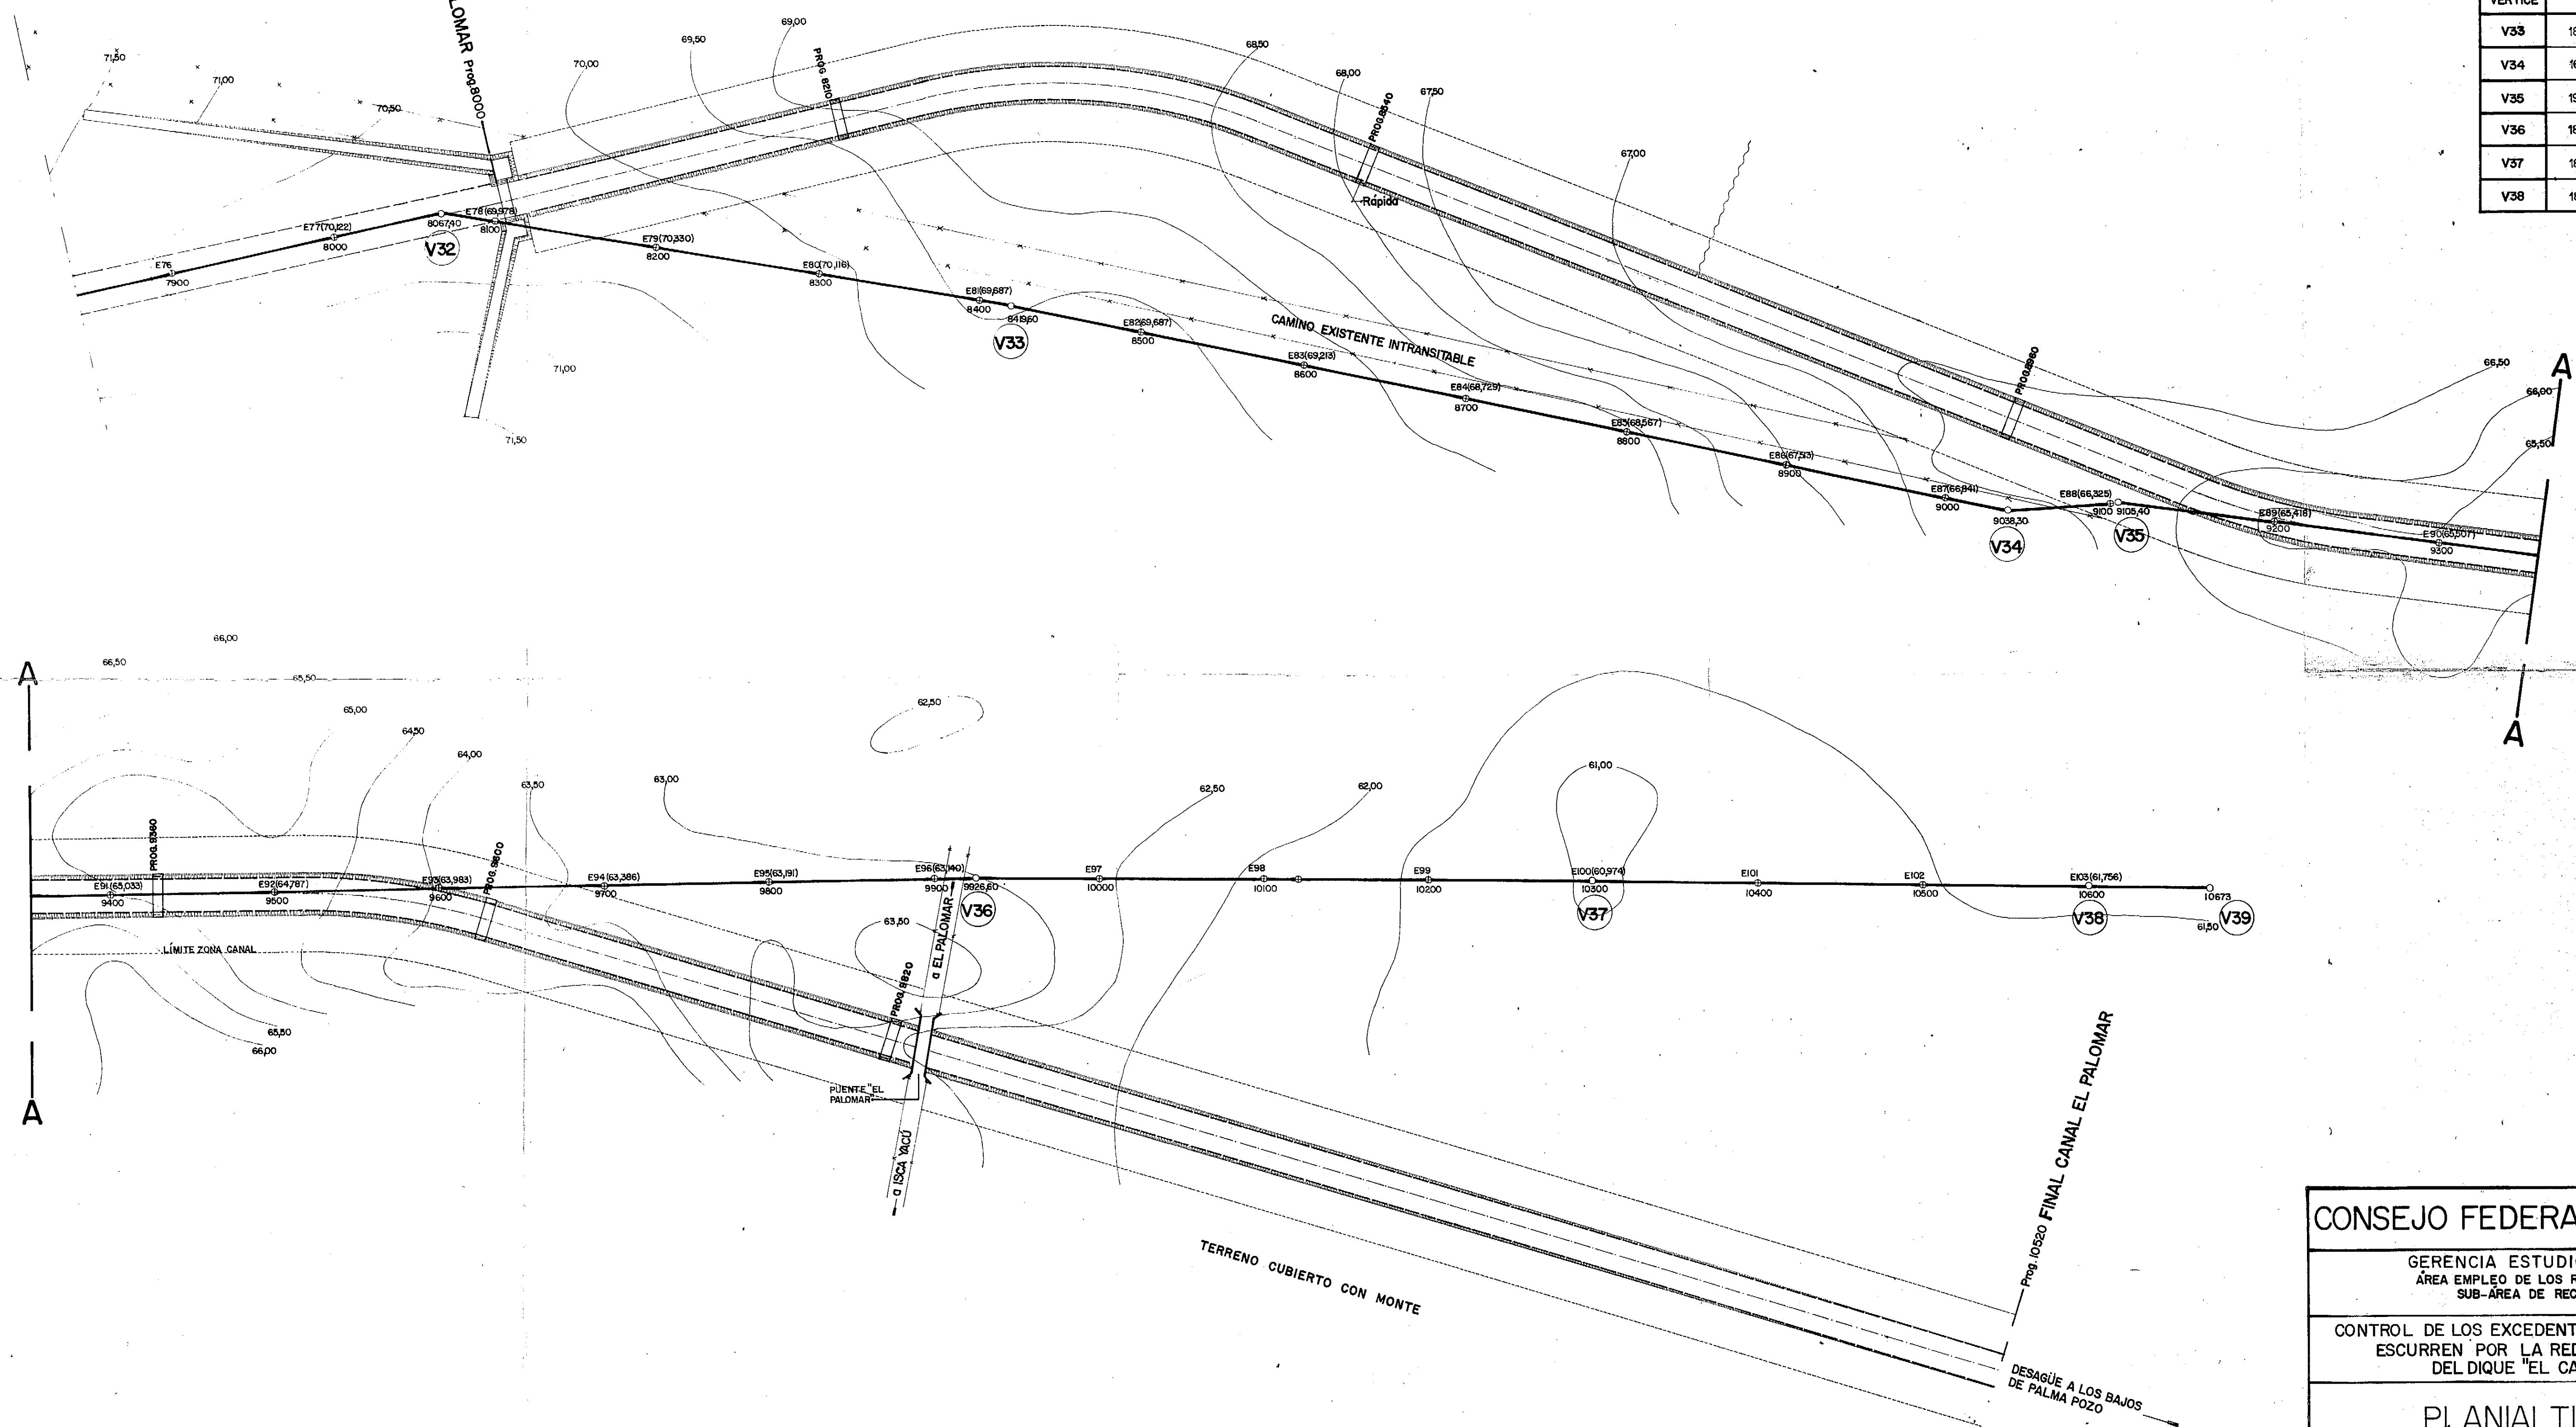 Prog.8000
71,50
71,00
70,50
70,00
69,50
69,00
PROG.8210
68,50
68,00
67,50
67,00
PROG.8540
Rápida
E76
7900
E77(70,122)
8000
8067,40
V32
E78(69,978)
8100
E79(70,330)
8200
E80(70,116)
8300
E81(69,687)
8400
8419,60
V33
E82(69,687)
8500
E83(69,213)
8600
CAMINO EXISTENTE INTRANSITABLE
E84(68,729)
8700
E85(68,567)
8800
E86(67,513)
8900
E87(66,841)
9000
9038,30
V34
E88(66,325)
9100
9105,40
V35
E89(65,418)
9200
E90(65,507)
9300
PROG.8960
66,50
66,00
65,50
A
A
71,00
71,50
VERTICE
V33
V34
V35
V36
V37
V38
A
66,50
66,00
65,50
65,00
64,50
64,00
63,50
63,00
62,50
62,50
62,00
61,00
PROG.9360
PROG.9600
E91(65,033)
9400
E92(64,787)
9500
E93(63,983)
9600
E94(63,386)
9700
E95(63,191)
9800
E96(63,140)
9900
9926,60
V36
E97
10000
E98
10100
E99
10200
E100(60,974)
10300
V37
E101
10400
E102
10500
E103(61,756)
10600
V38
10673
V39
61,50
LÍMITE ZONA CANAL
65,50
66,00
A
63,50
PROG.9820
a EL PALOMAR
PUENTE "EL
PALOMAR"
a ISCA YACÚ
TERRENO CUBIERTO CON MONTE
Prog.10520 FINAL CANAL EL PALOMAR
DESAGÜE A LOS BAJOS
DE PALMA POZO
CONSEJO FEDERA
GERENCIA ESTUDI
ÁREA EMPLEO DE LOS R
SUB-ÁREA DE REC
CONTROL DE LOS EXCEDENT
ESCURREN POR LA RED
DEL DIQUE "EL CA